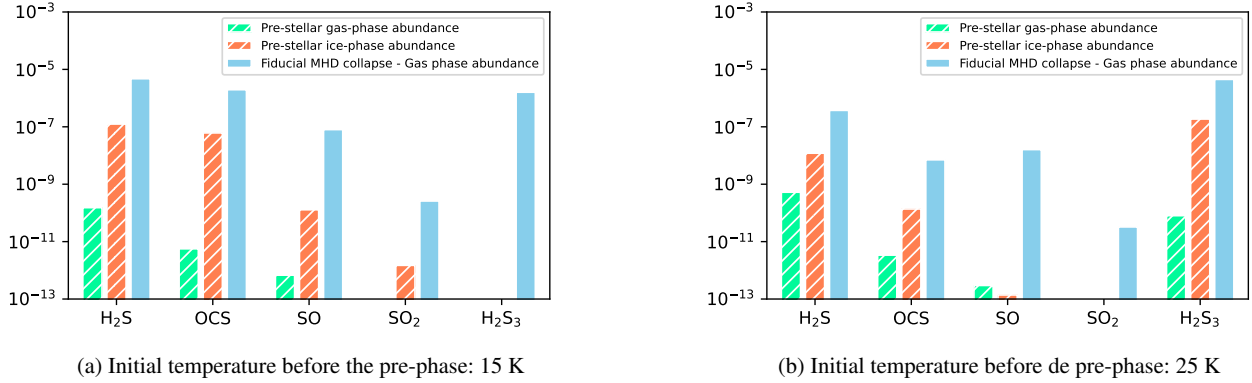 10⁻³
10⁻⁵
10⁻⁷
10⁻⁹
10⁻¹¹
10⁻¹³
Pre-stellar gas-phase abundance
Pre-stellar ice-phase abundance
Fiducial MHD collapse - Gas phase abundance
H₂S OCS SO SO₂ H₂S₃
(a) Initial temperature before the pre-phase: 15 K
10⁻³
10⁻⁵
10⁻⁷
10⁻⁹
10⁻¹¹
10⁻¹³
Pre-stellar gas-phase abundance
Pre-stellar ice-phase abundance
Fiducial MHD collapse - Gas phase abundance
H₂S OCS SO SO₂ H₂S₃
(b) Initial temperature before de pre-phase: 25 K